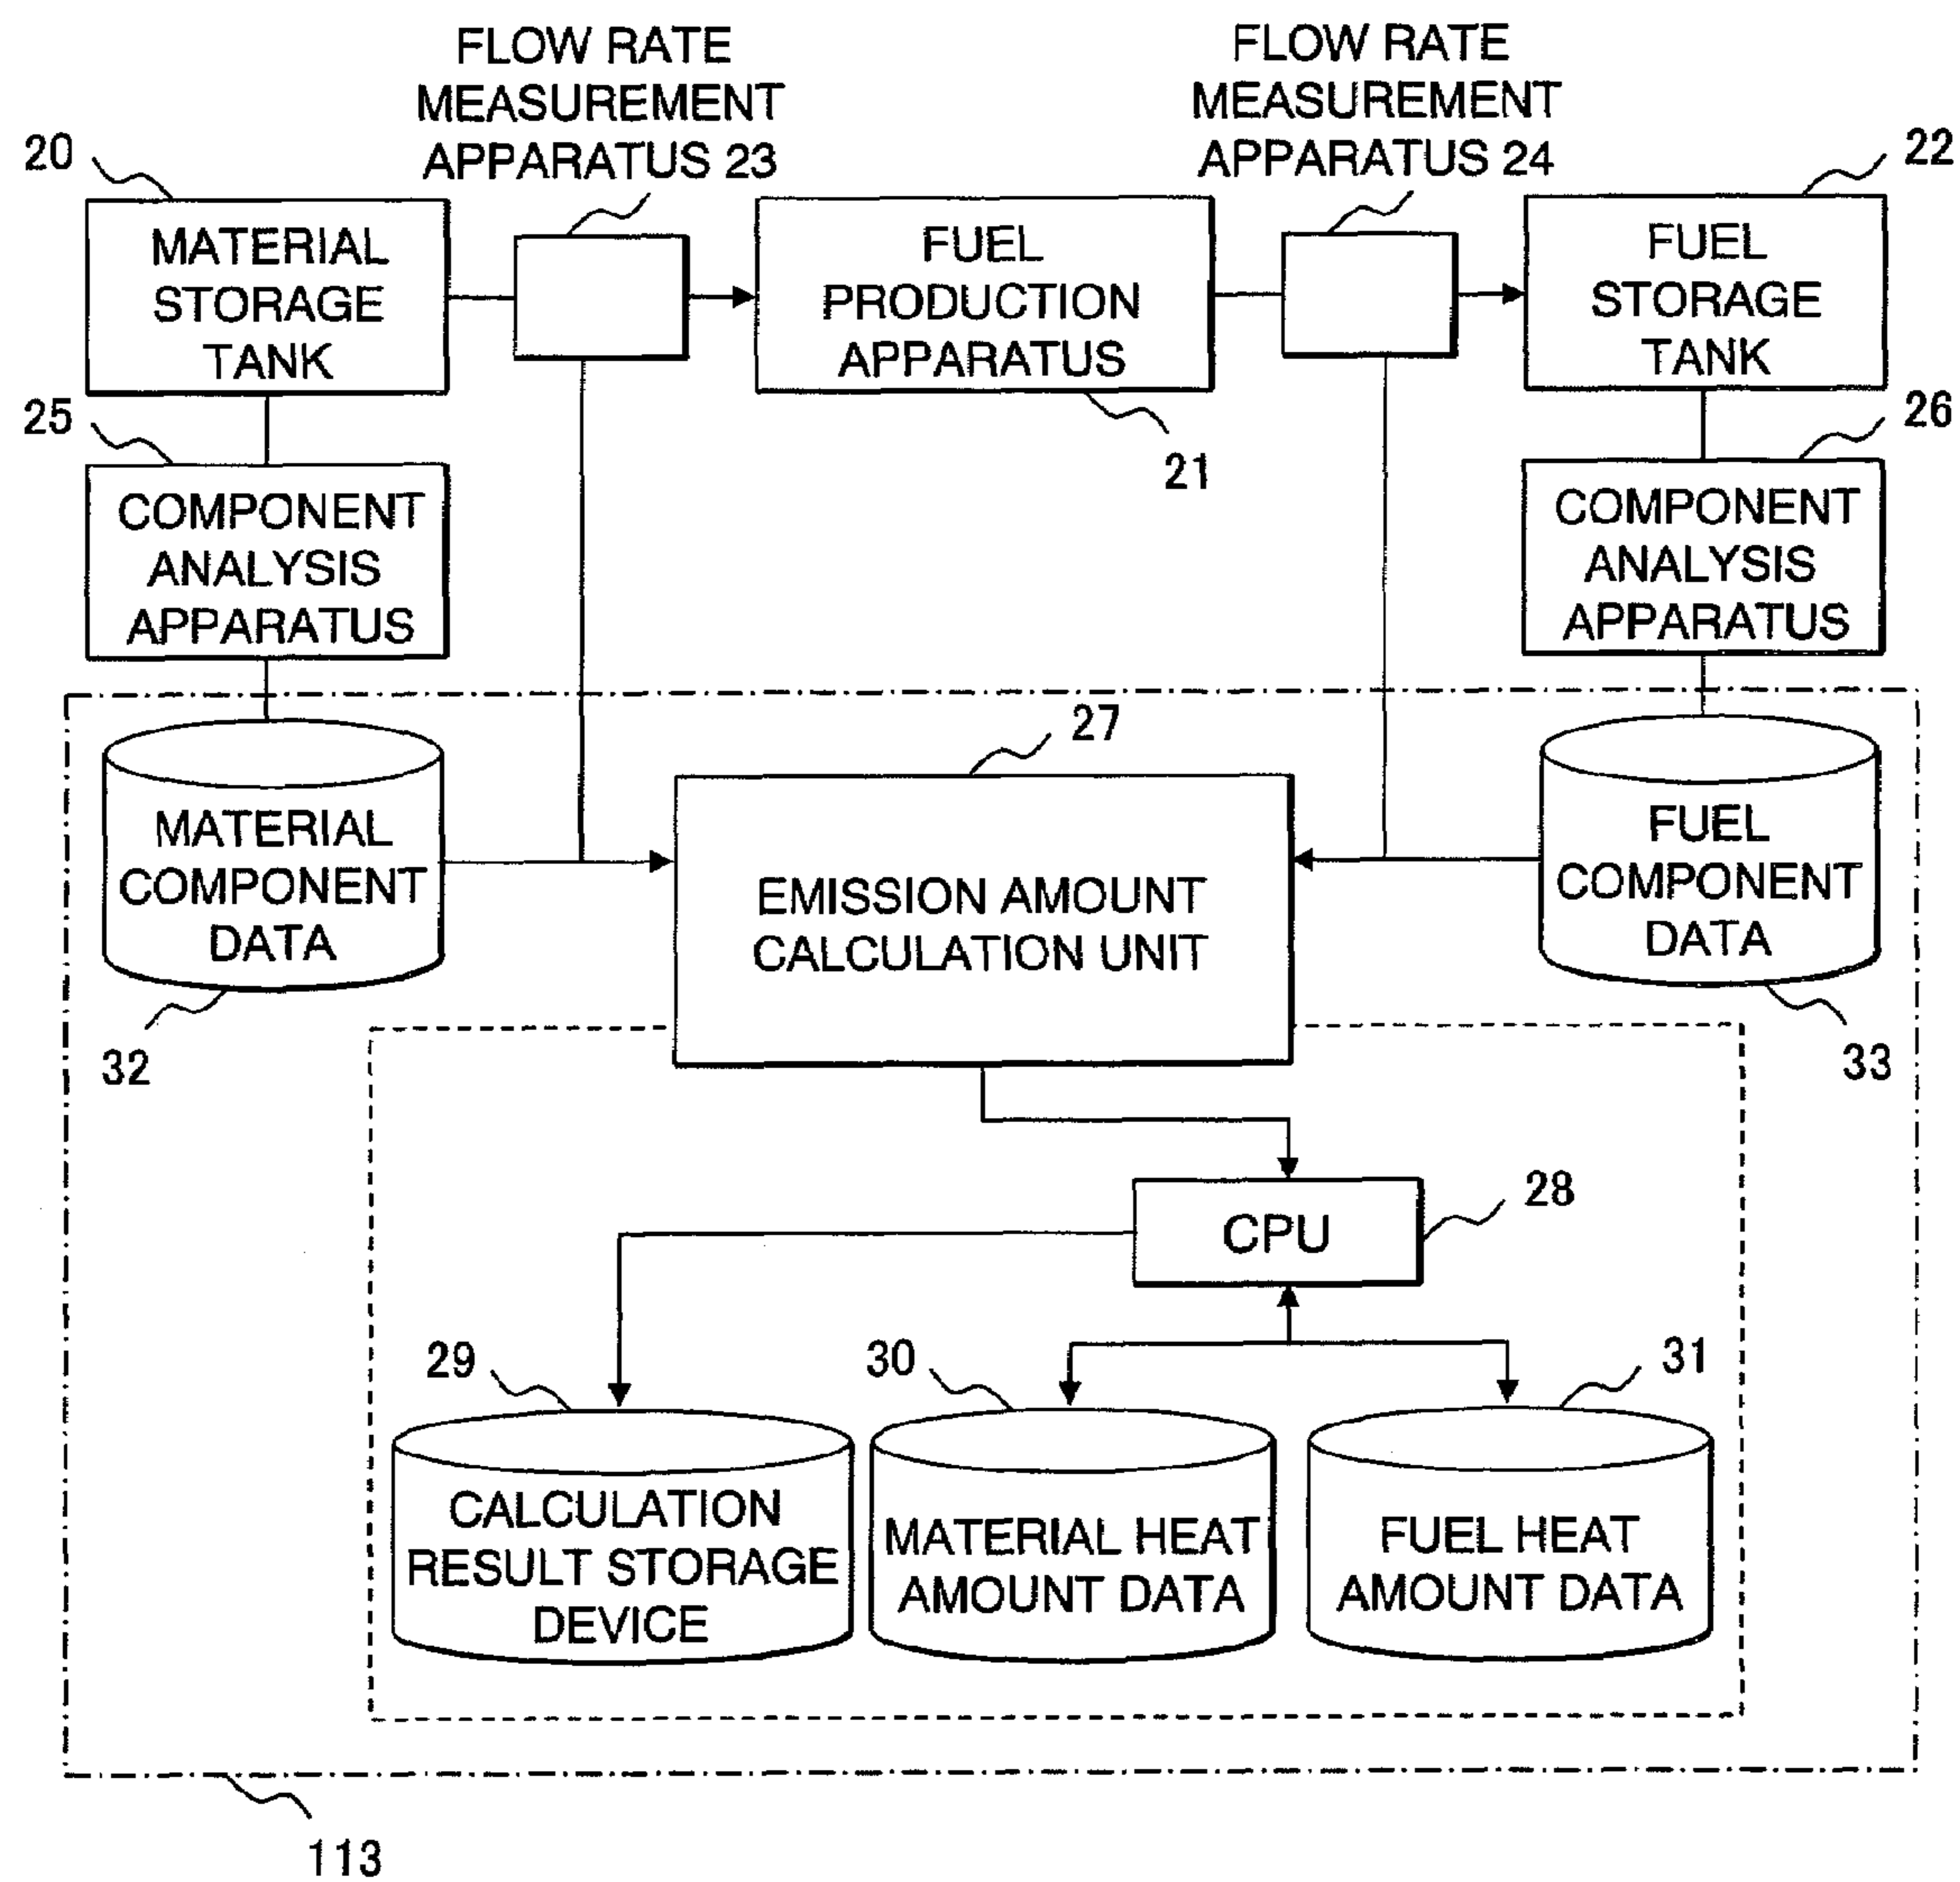 FLOW RATE
MEASUREMENT
APPARATUS 23
FLOW RATE
MEASUREMENT
APPARATUS 24
20
22
MATERIAL
STORAGE
TANK
FUEL
PRODUCTION
APPARATUS
FUEL
STORAGE
TANK
21
25
26
COMPONENT
ANALYSIS
APPARATUS
COMPONENT
ANALYSIS
APPARATUS
27
MATERIAL
COMPONENT
DATA
EMISSION AMOUNT
CALCULATION UNIT
FUEL
COMPONENT
DATA
32
33
CPU
28
29
30
31
CALCULATION
RESULT STORAGE
DEVICE
MATERIAL HEAT
AMOUNT DATA
FUEL HEAT
AMOUNT DATA
113